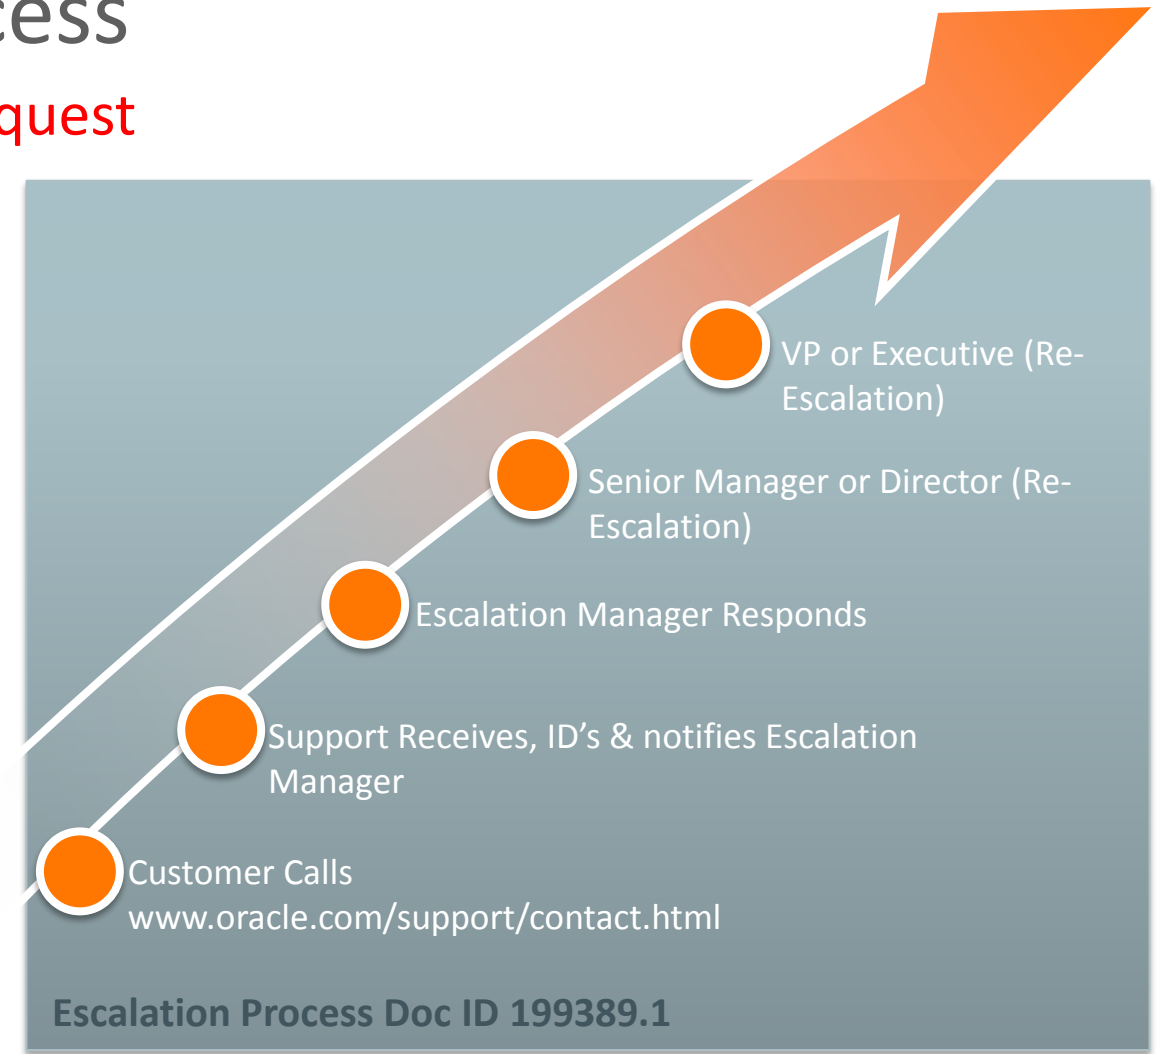 cess
quest
VP or Executive (Re-
Escalation)
Senior Manager or Director (Re-
Escalation)
Escalation Manager Responds
Support Receives, ID’s & notifies Escalation
Manager
Customer Calls
www.oracle.com/support/contact.html
Escalation Process Doc ID 199389.1